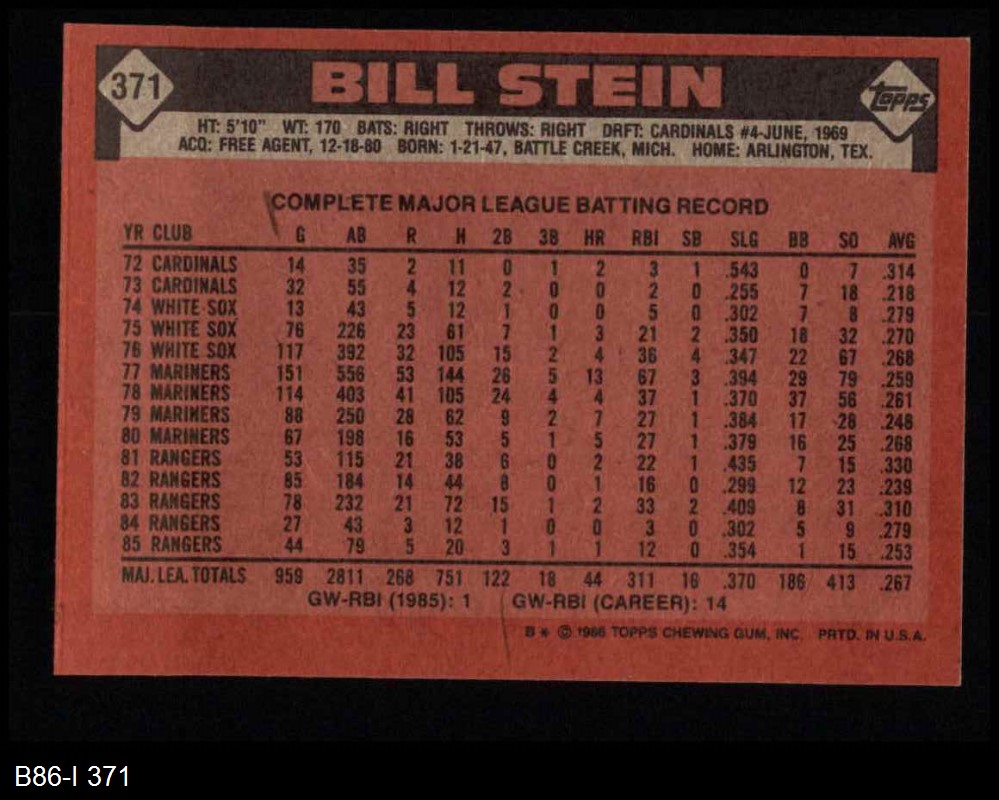 371 BILL STEIN Topps
HT: 5'10" WT: 170 BATS: RIGHT THROWS: RIGHT DRFT: CARDINALS #4-JUNE, 1969
ACQ: FREE AGENT, 12-18-80 BORN: 1-21-47, BATTLE CREEK, MICH. HOME: ARLINGTON, TEX.
COMPLETE MAJOR LEAGUE BATTING RECORD
YR CLUB G AB R H 2B 3B HR RBI SB SLG BB SO AVG
72 CARDINALS 14 35 2 11 0 1 2 3 1 .543 0 7 .314
73 CARDINALS 32 55 4 12 2 0 0 2 0 .255 7 18 .218
74 WHITE SOX 13 43 5 12 1 0 0 5 0 .302 7 8 .279
75 WHITE SOX 76 226 23 61 7 1 3 21 2 .350 18 32 .270
76 WHITE SOX 117 392 32 105 15 2 4 36 4 .347 22 67 .268
77 MARINERS 151 556 53 144 26 5 13 67 3 .394 29 79 .259
78 MARINERS 114 403 41 105 24 4 4 37 1 .370 37 56 .261
79 MARINERS 88 250 28 62 9 2 7 27 1 .384 17 28 .248
80 MARINERS 67 198 16 53 5 1 5 27 1 .379 16 25 .268
81 RANGERS 53 115 21 38 6 0 2 22 1 .435 7 15 .330
82 RANGERS 85 184 14 44 8 0 1 16 0 .299 12 23 .239
83 RANGERS 78 232 21 72 15 1 2 33 2 .409 8 31 .310
84 RANGERS 27 43 3 12 1 0 0 3 0 .302 5 9 .279
85 RANGERS 44 79 5 20 3 1 1 12 0 .354 1 15 .253
MAJ. LEA. TOTALS 959 2811 268 751 122 18 44 311 16 .370 186 413 .267
GW-RBI (1985): 1 GW-RBI (CAREER): 14
B * © 1986 TOPPS CHEWING GUM, INC. PRTD. IN U.S.A.
B86-I 371